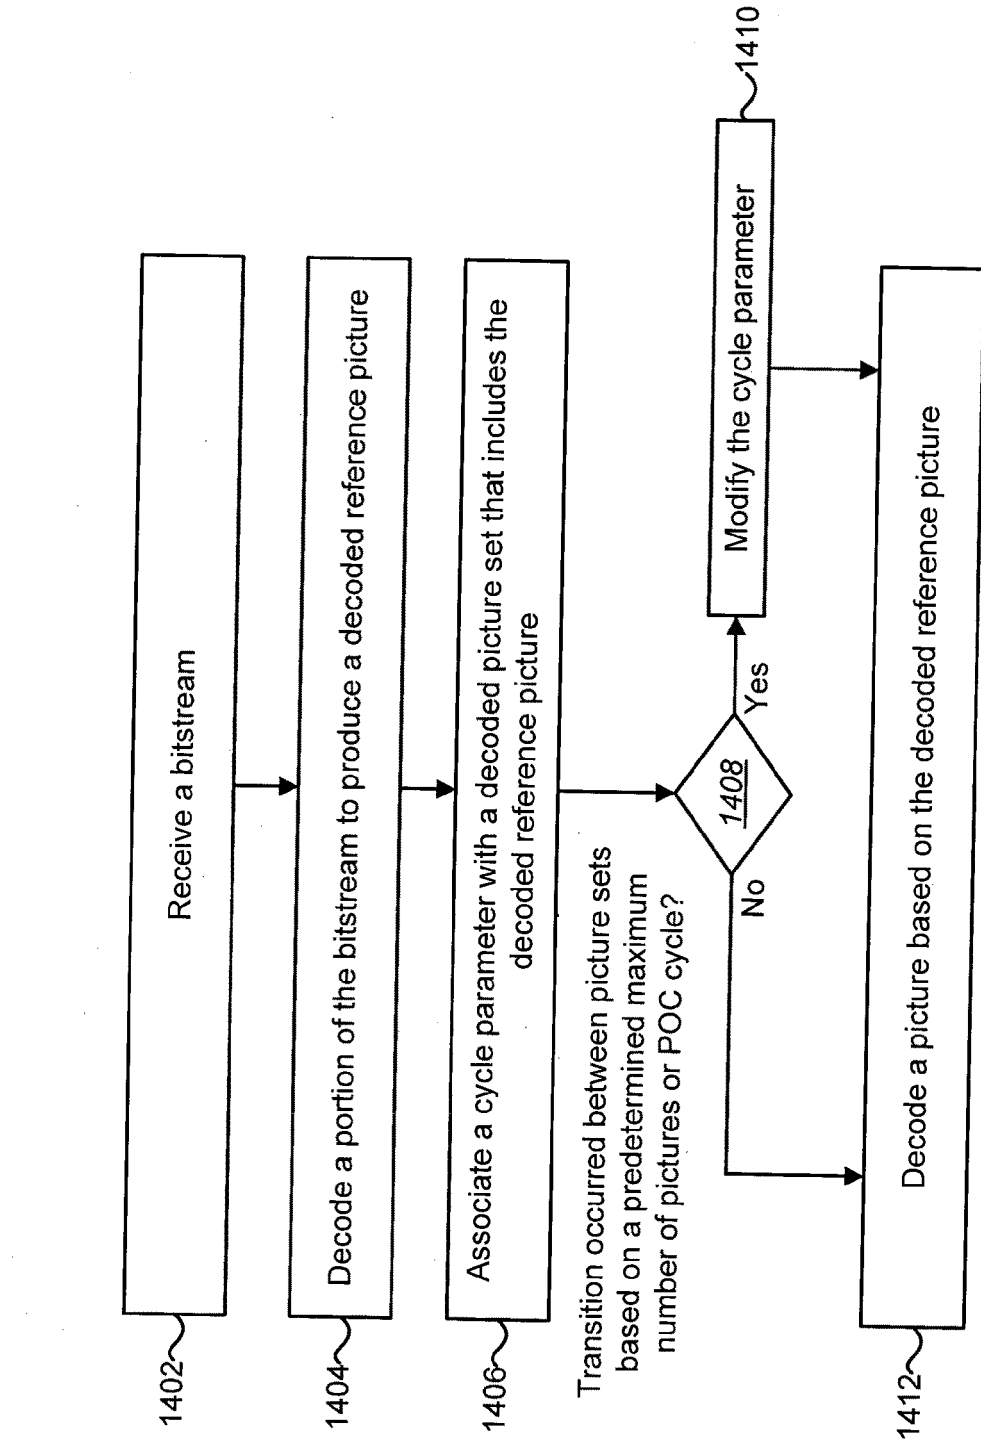 1402
Receive a bitstream
1404
Decode a portion of the bitstream to produce a decoded reference picture
1406
Associate a cycle parameter with a decoded picture set that includes the
decoded reference picture
Transition occurred between picture sets
based on a predetermined maximum
number of pictures or POC cycle?
1408
No
Yes
Modify the cycle parameter
1410
1412
Decode a picture based on the decoded reference picture